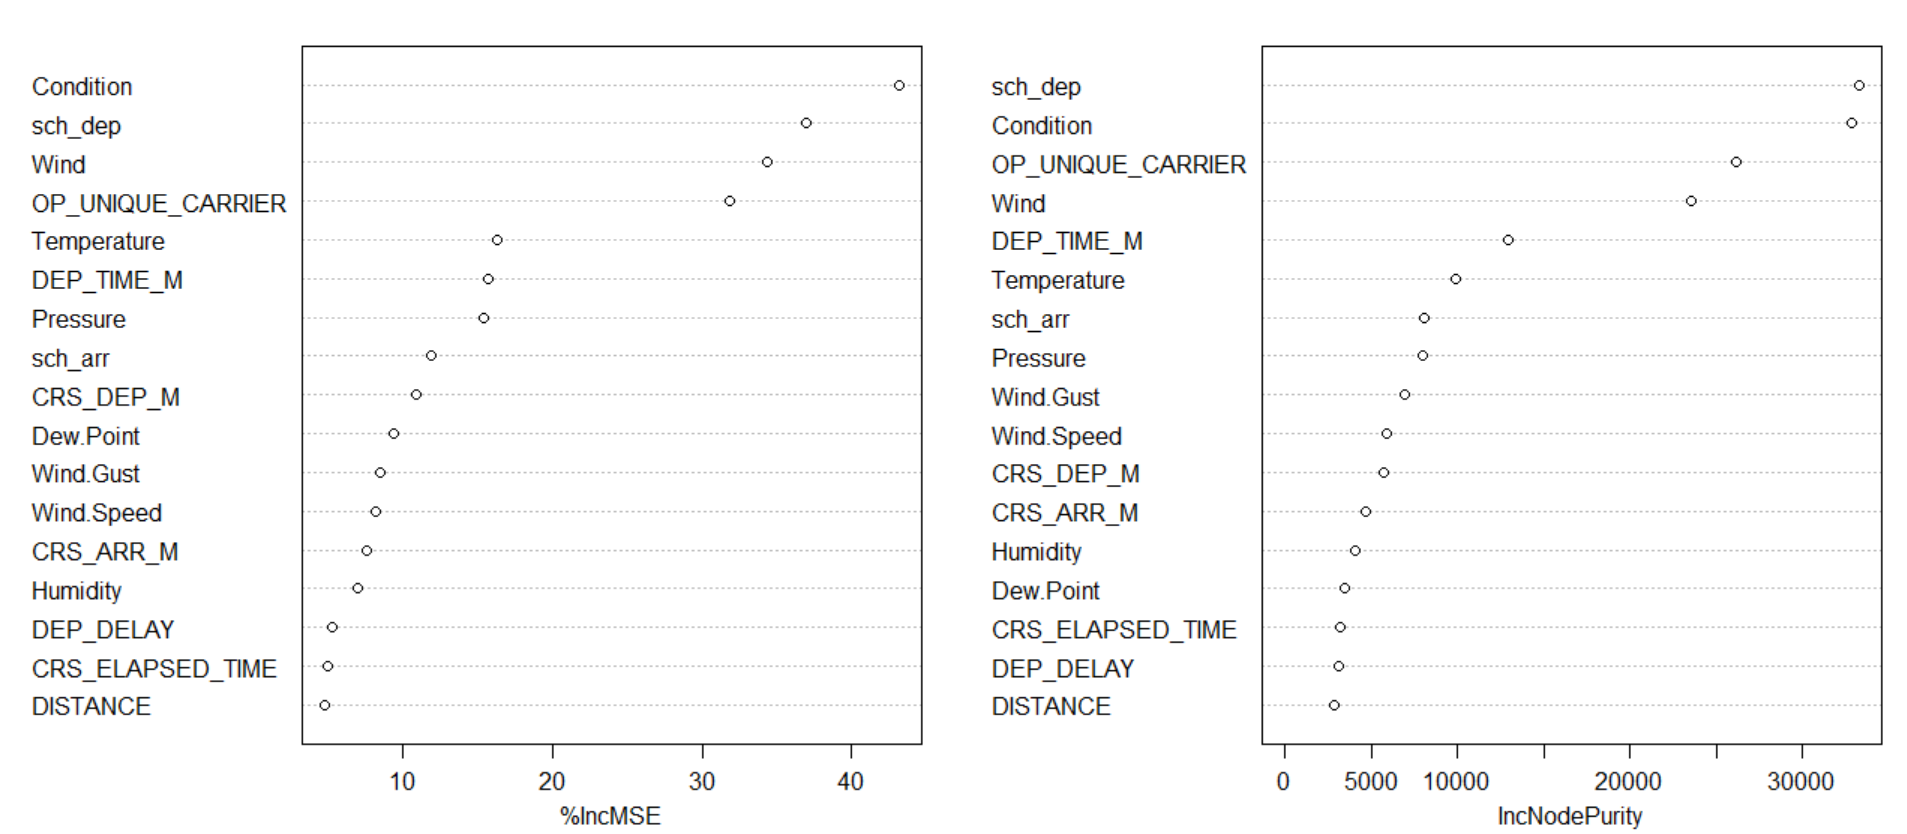 Condition
sch_dep
Wind
OP_UNIQUE_CARRIER
Temperature
DEP_TIME_M
Pressure
sch_arr
CRS_DEP_M
Dew.Point
Wind.Gust
Wind.Speed
CRS_ARR_M
Humidity
DEP_DELAY
CRS_ELAPSED_TIME
DISTANCE
10 20 30 40
%IncMSE
sch_dep
Condition
OP_UNIQUE_CARRIER
Wind
DEP_TIME_M
Temperature
sch_arr
Pressure
Wind.Gust
Wind.Speed
CRS_DEP_M
CRS_ARR_M
Humidity
Dew.Point
CRS_ELAPSED_TIME
DEP_DELAY
DISTANCE
0 5000 10000 20000 30000
IncNodePurity